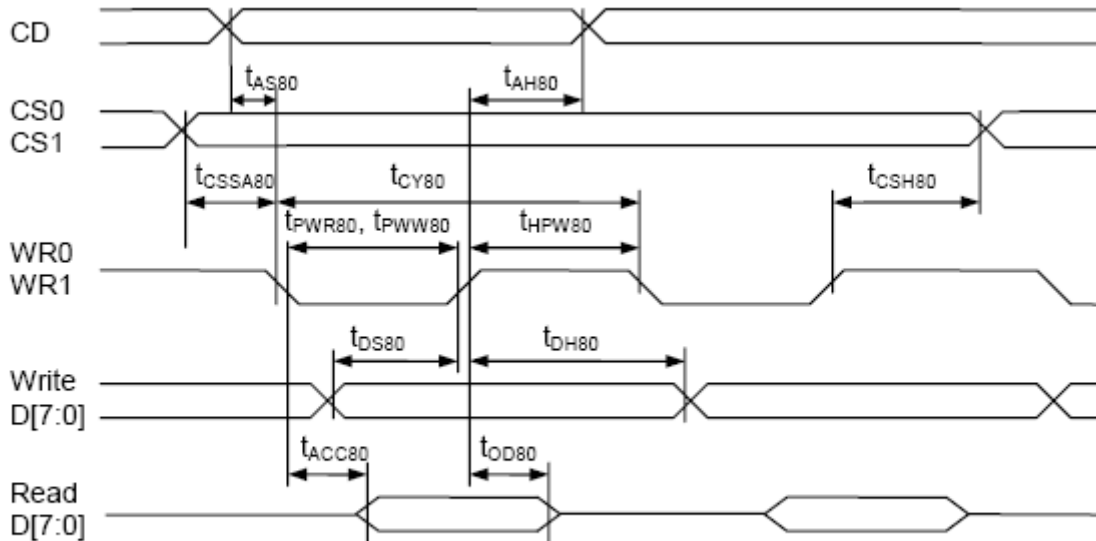 CD
tAS80 tAH80
CS0
CS1
tCSSA80 tCY80 tCSH80
tPWR80, tPWW80 tHPW80
WR0
WR1
tDS80 tDH80
Write
D[7:0]
tACC80 tOD80
Read
D[7:0]